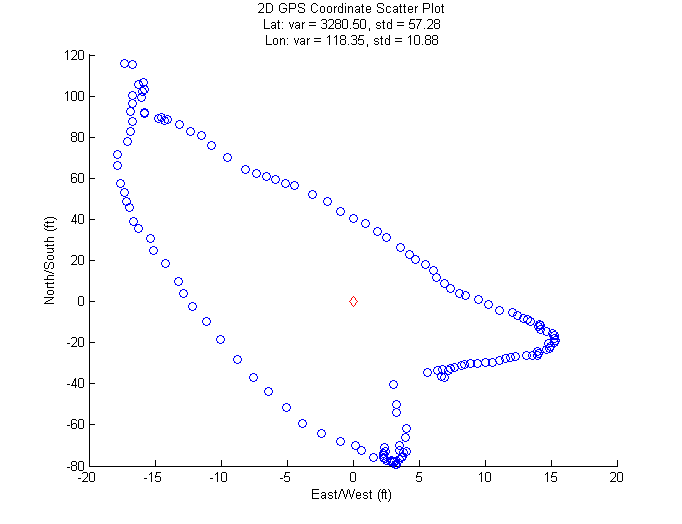 2D GPS Coordinate Scatter Plot
Lat: var = 3280.50, std = 57.28
Lon: var = 118.35, std = 10.88
120
100
80
60
40
20
0
-20
-40
-60
-80
North/South (ft)
-20 -15 -10 -5 0 5 10 15 20
East/West (ft)